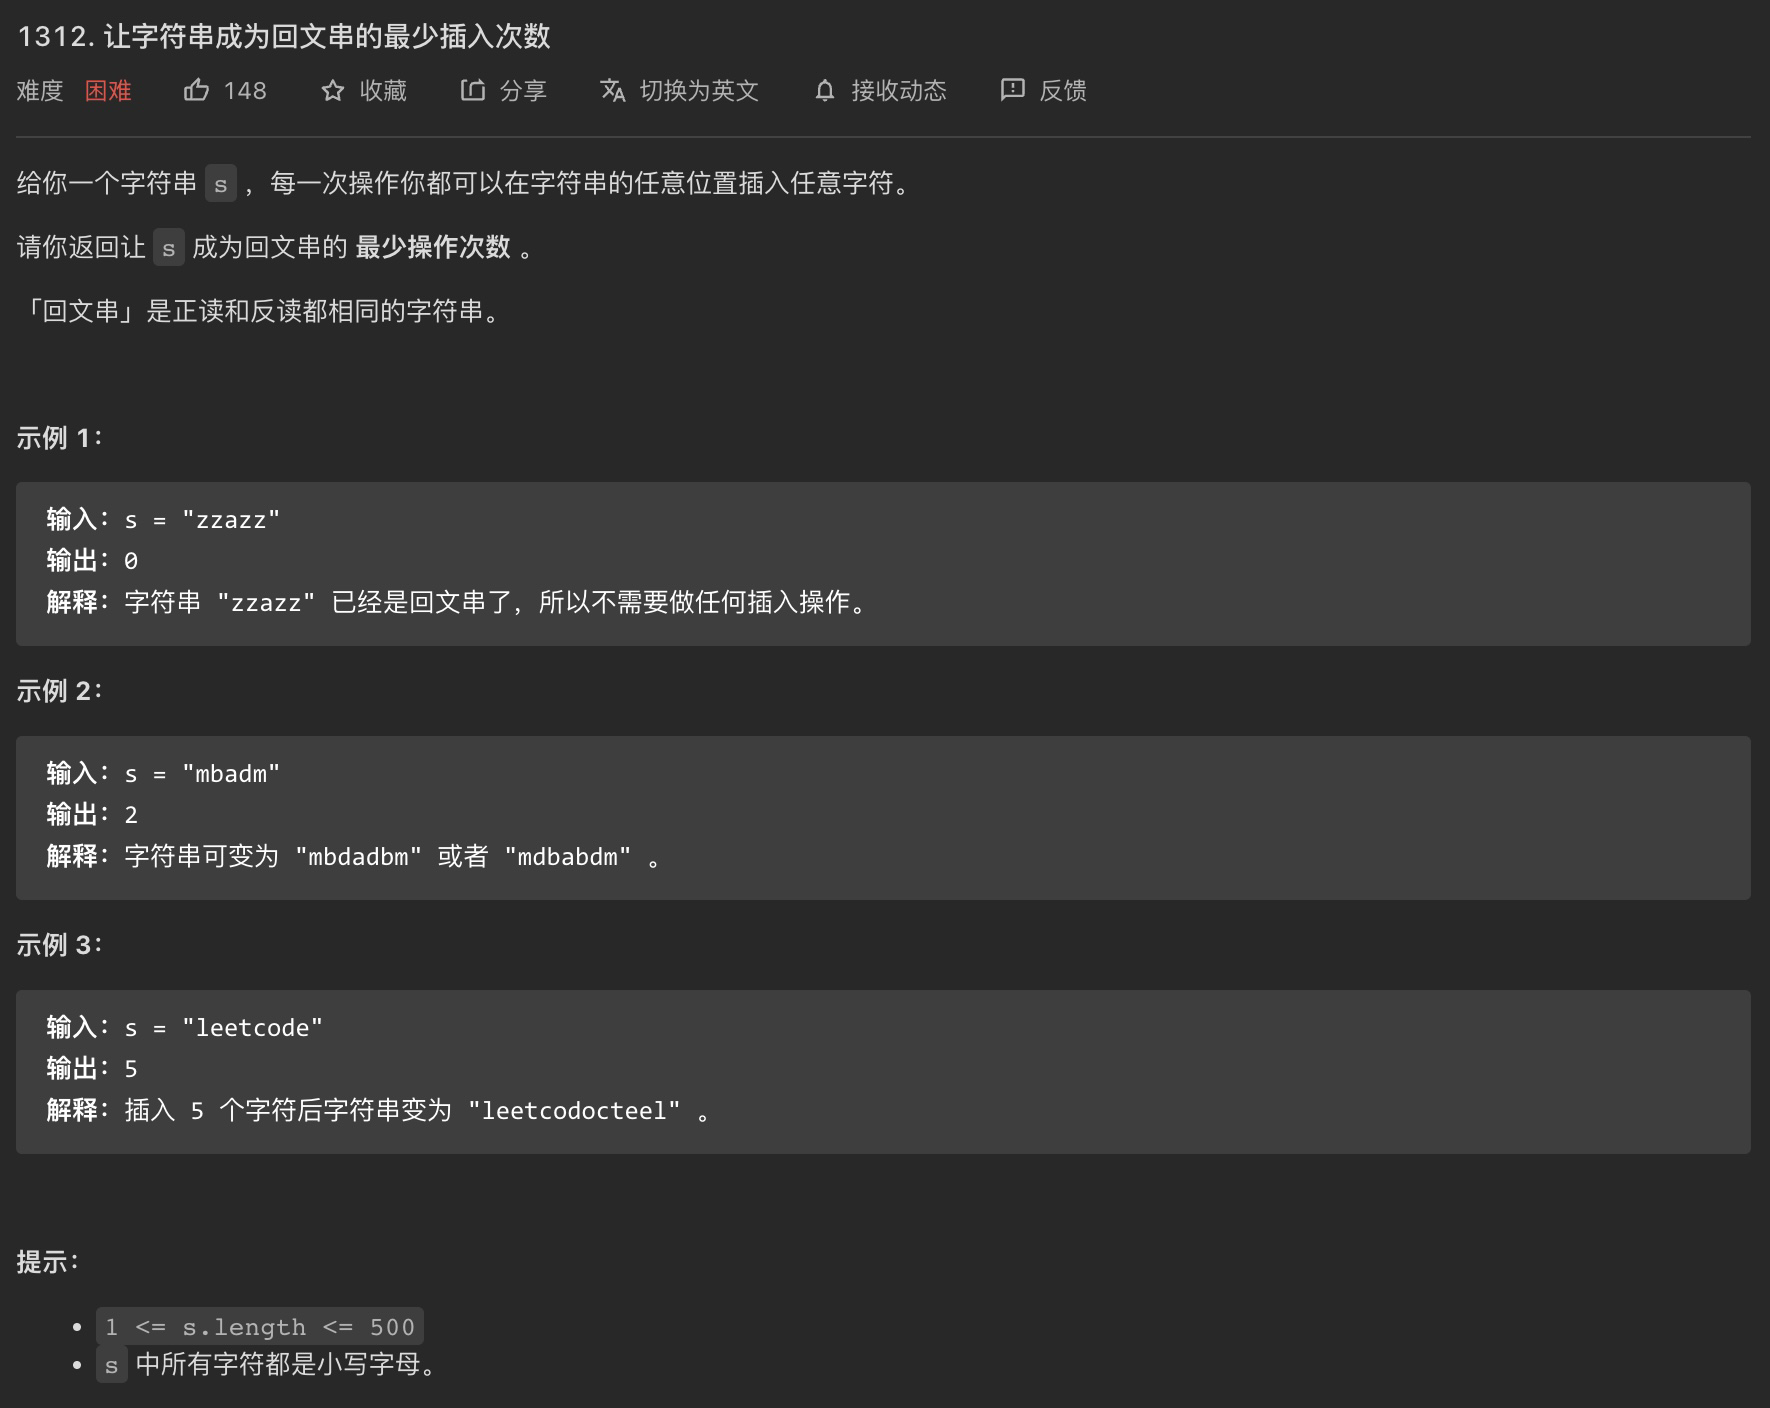 1312. 让字符串成为回文串的最少插入次数
难度 困难 148 收藏 分享 切换为英文 接收动态 反馈
给你一个字符串 s ，每一次操作你都可以在字符串的任意位置插入任意字符。
请你返回让 s 成为回文串的 最少操作次数 。
「回文串」是正读和反读都相同的字符串。
示例 1：
输入：s = "zzazz"
输出：0
解释：字符串 "zzazz" 已经是回文串了，所以不需要做任何插入操作。
示例 2：
输入：s = "mbadm"
输出：2
解释：字符串可变为 "mbdadbm" 或者 "mdbabdm" 。
示例 3：
输入：s = "leetcode"
输出：5
解释：插入 5 个字符后字符串变为 "leetcodocteel" 。
提示：
• 1 <= s.length <= 500
• s 中所有字符都是小写字母。